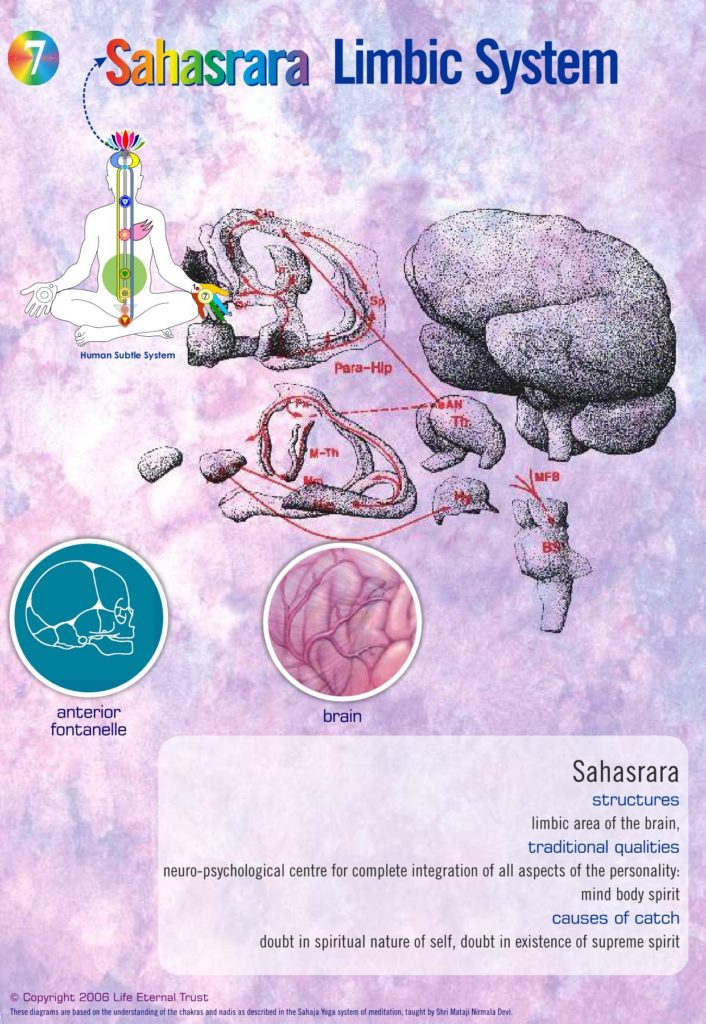 7
Sahasrara Limbic System
Human Subtle System
Cig
Sp
Para-Hip
AN
Th
Fx
M-Th
Mm
Hy
MFB
BS
anterior
fontanelle
brain
Sahasrara
structures
limbic area of the brain,
traditional qualities
neuro-psychological centre for complete integration of all aspects of the personality:
mind body spirit
causes of catch
doubt in spiritual nature of self, doubt in existence of supreme spirit
© Copyright 2006 Life Eternal Trust
These diagrams are based on the understanding of the chakras and nadis as described in the Sahaja Yoga system of meditation, taught by Shri Mataji Nirmala Devi.